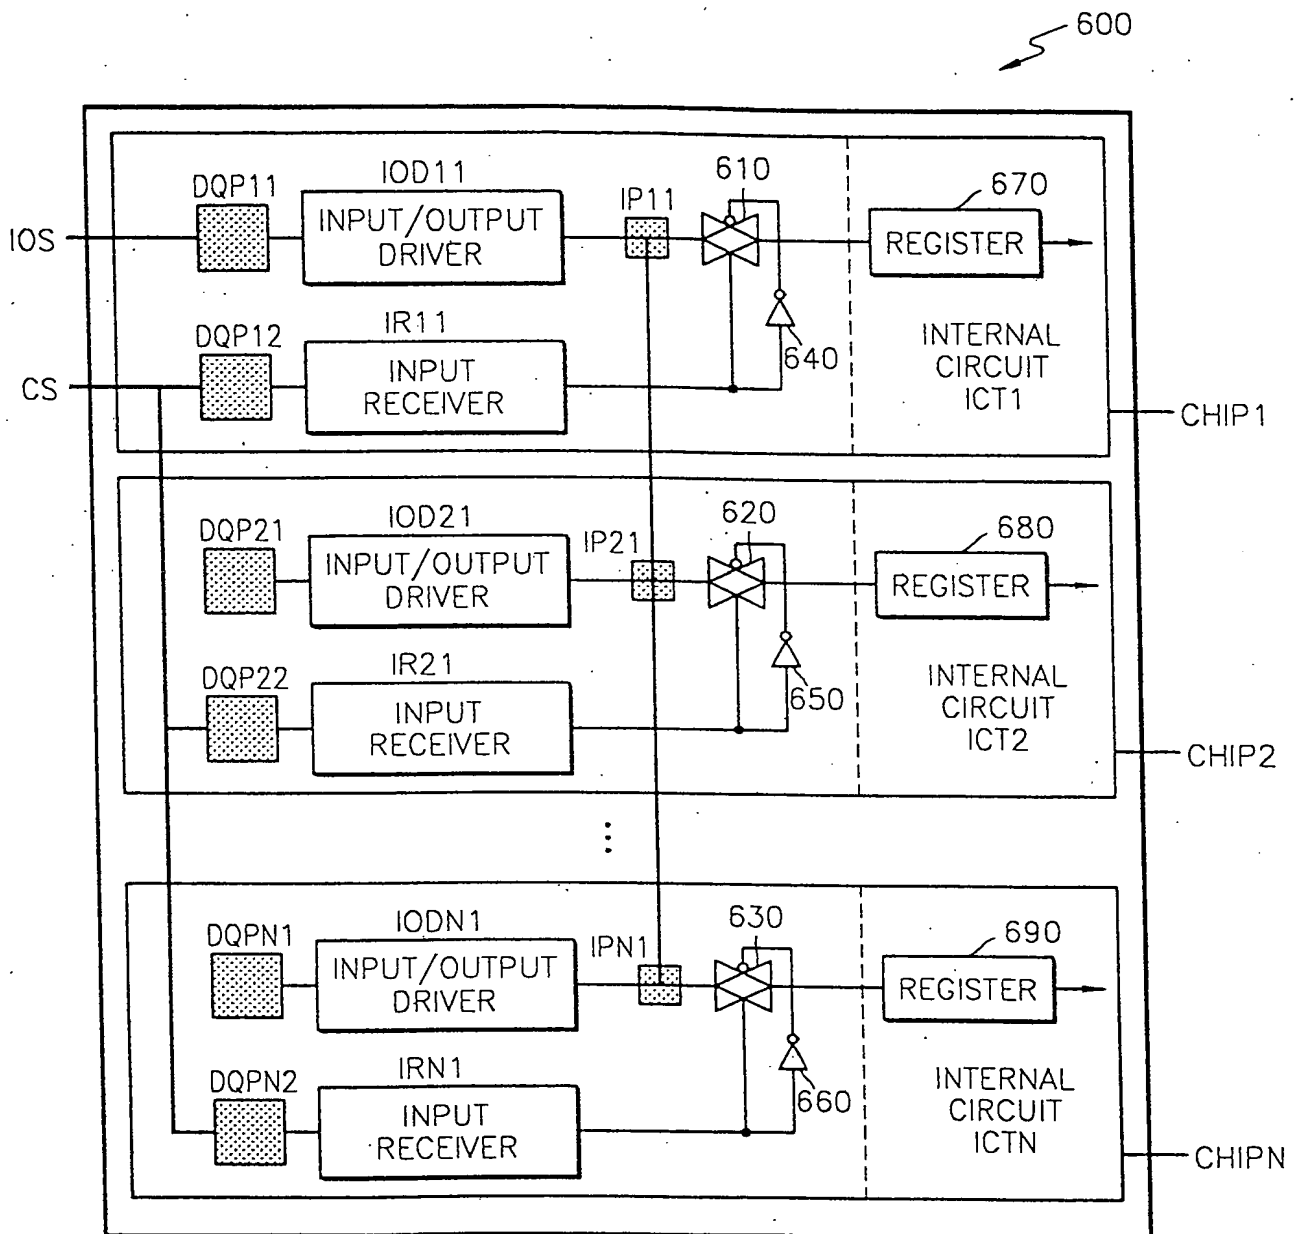 600
IOD11
DQP11
INPUT/OUTPUT
DRIVER
IP11
610
670
REGISTER
IOS
IR11
DQP12
INPUT
RECEIVER
640
INTERNAL
CIRCUIT
ICT1
CS
CHIP1
IOD21
DQP21
INPUT/OUTPUT
DRIVER
IP21
620
680
REGISTER
IR21
DQP22
INPUT
RECEIVER
650
INTERNAL
CIRCUIT
ICT2
CHIP2
IODN1
DQPN1
INPUT/OUTPUT
DRIVER
IPN1
630
690
REGISTER
IRN1
DQPN2
INPUT
RECEIVER
660
INTERNAL
CIRCUIT
ICTN
CHIPN